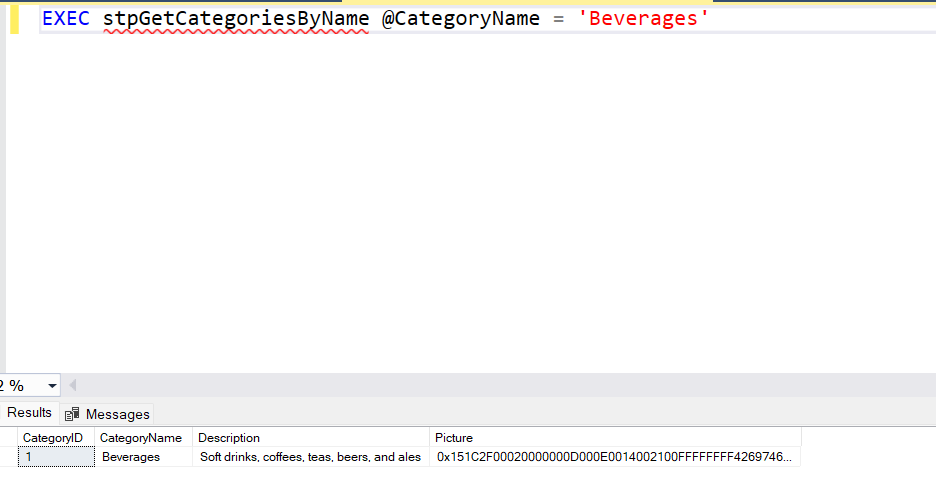 EXEC stpGetCategoriesByName @CategoryName = 'Beverages'
2 %
Results Messages
CategoryID CategoryName Description Picture
1 Beverages Soft drinks, coffees, teas, beers, and ales 0x151C2F00020000000D000E0014002100FFFFFFFF4269746...